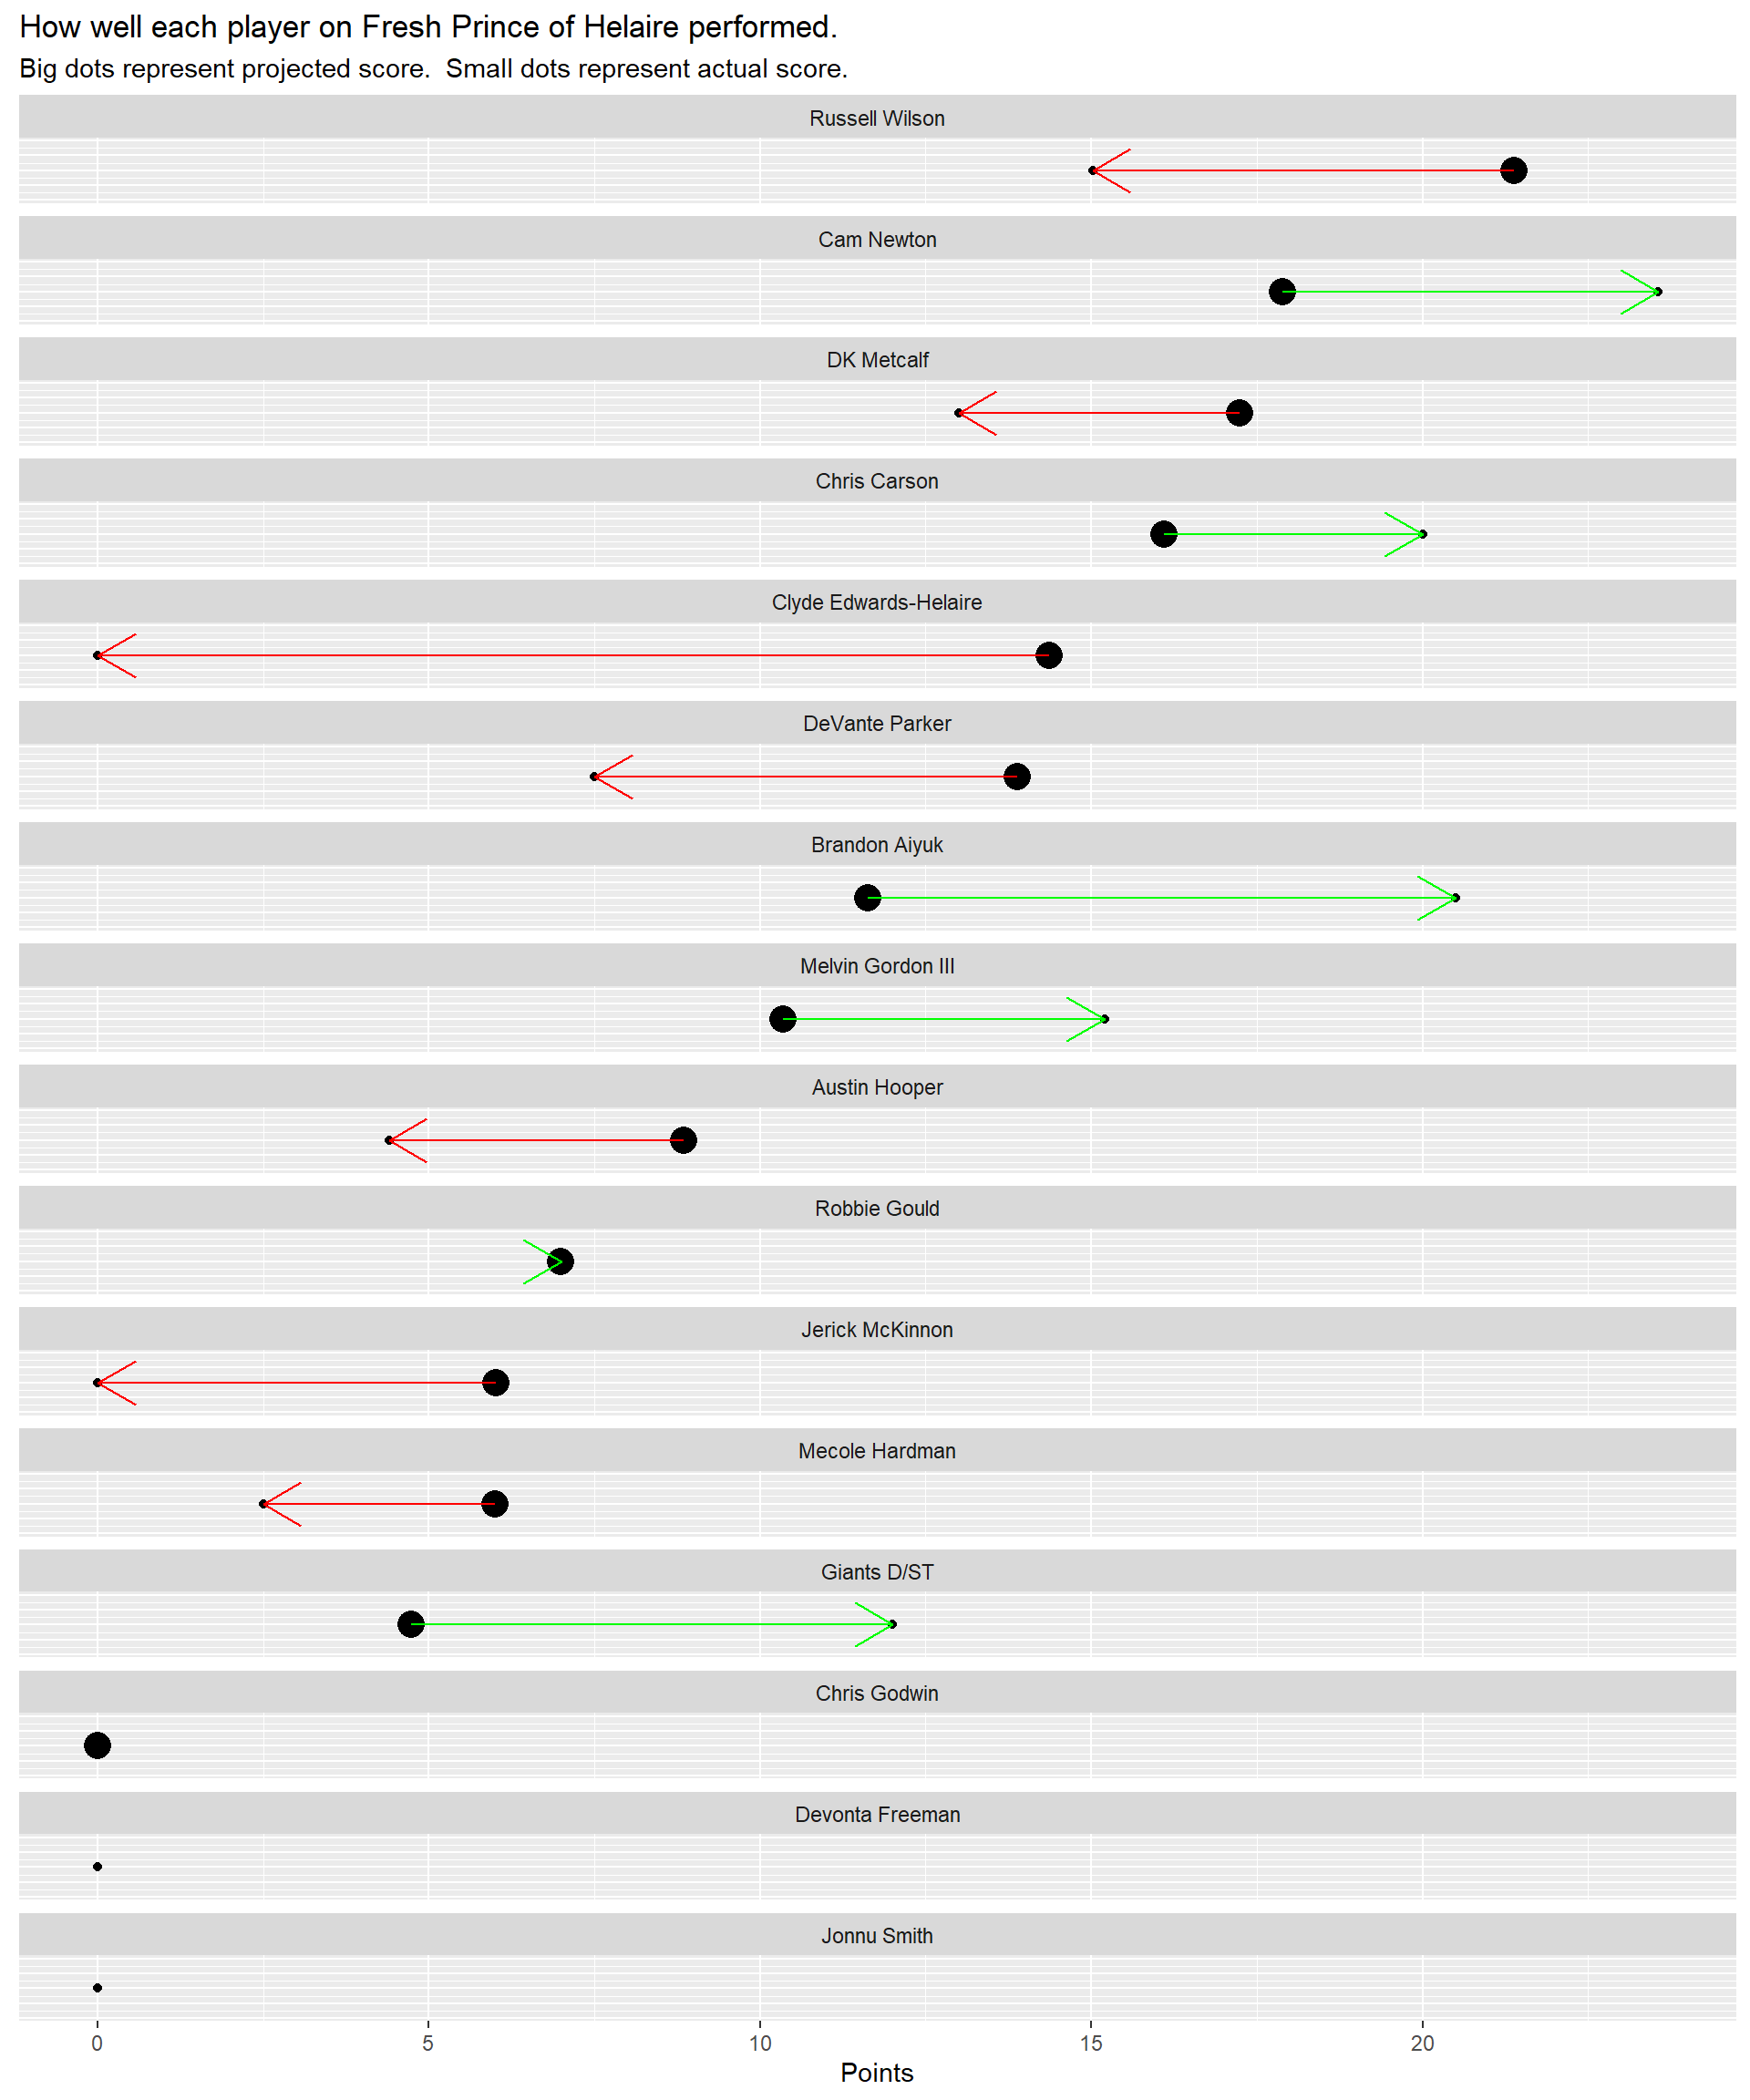 How well each player on Fresh Prince of Helaire performed.
Big dots represent projected score.  Small dots represent actual score.
Russell Wilson
Cam Newton
DK Metcalf
Chris Carson
Clyde Edwards-Helaire
DeVante Parker
Brandon Aiyuk
Melvin Gordon III
Austin Hooper
Robbie Gould
Jerick McKinnon
Mecole Hardman
Giants D/ST
Chris Godwin
Devonta Freeman
Jonnu Smith
0 5 10 15 20
Points